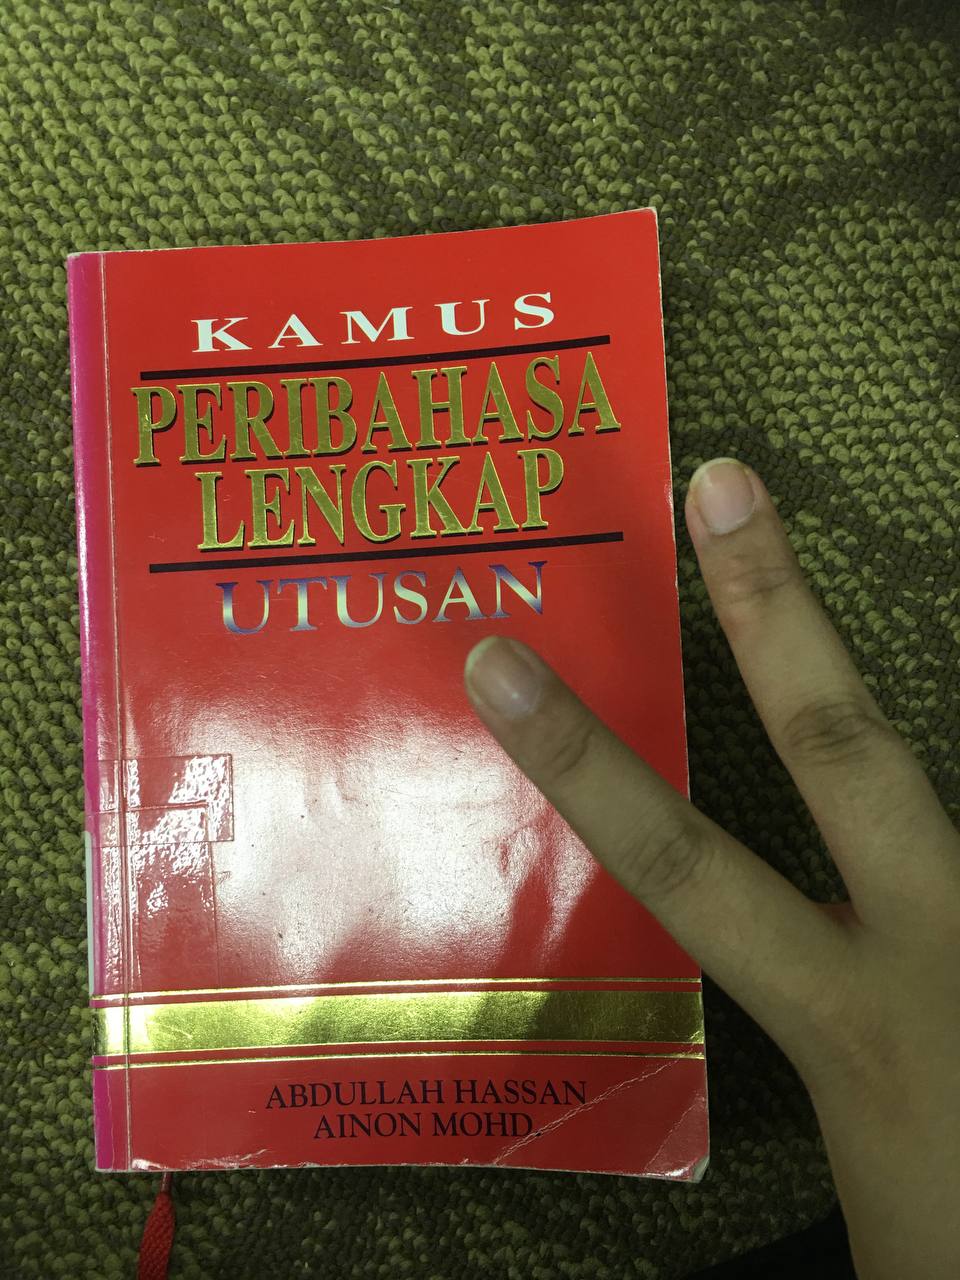 KAMUS
PERIBAHASA
LENGKAP
UTUSAN
ABDULLAH HASSAN
AINON MOHD.